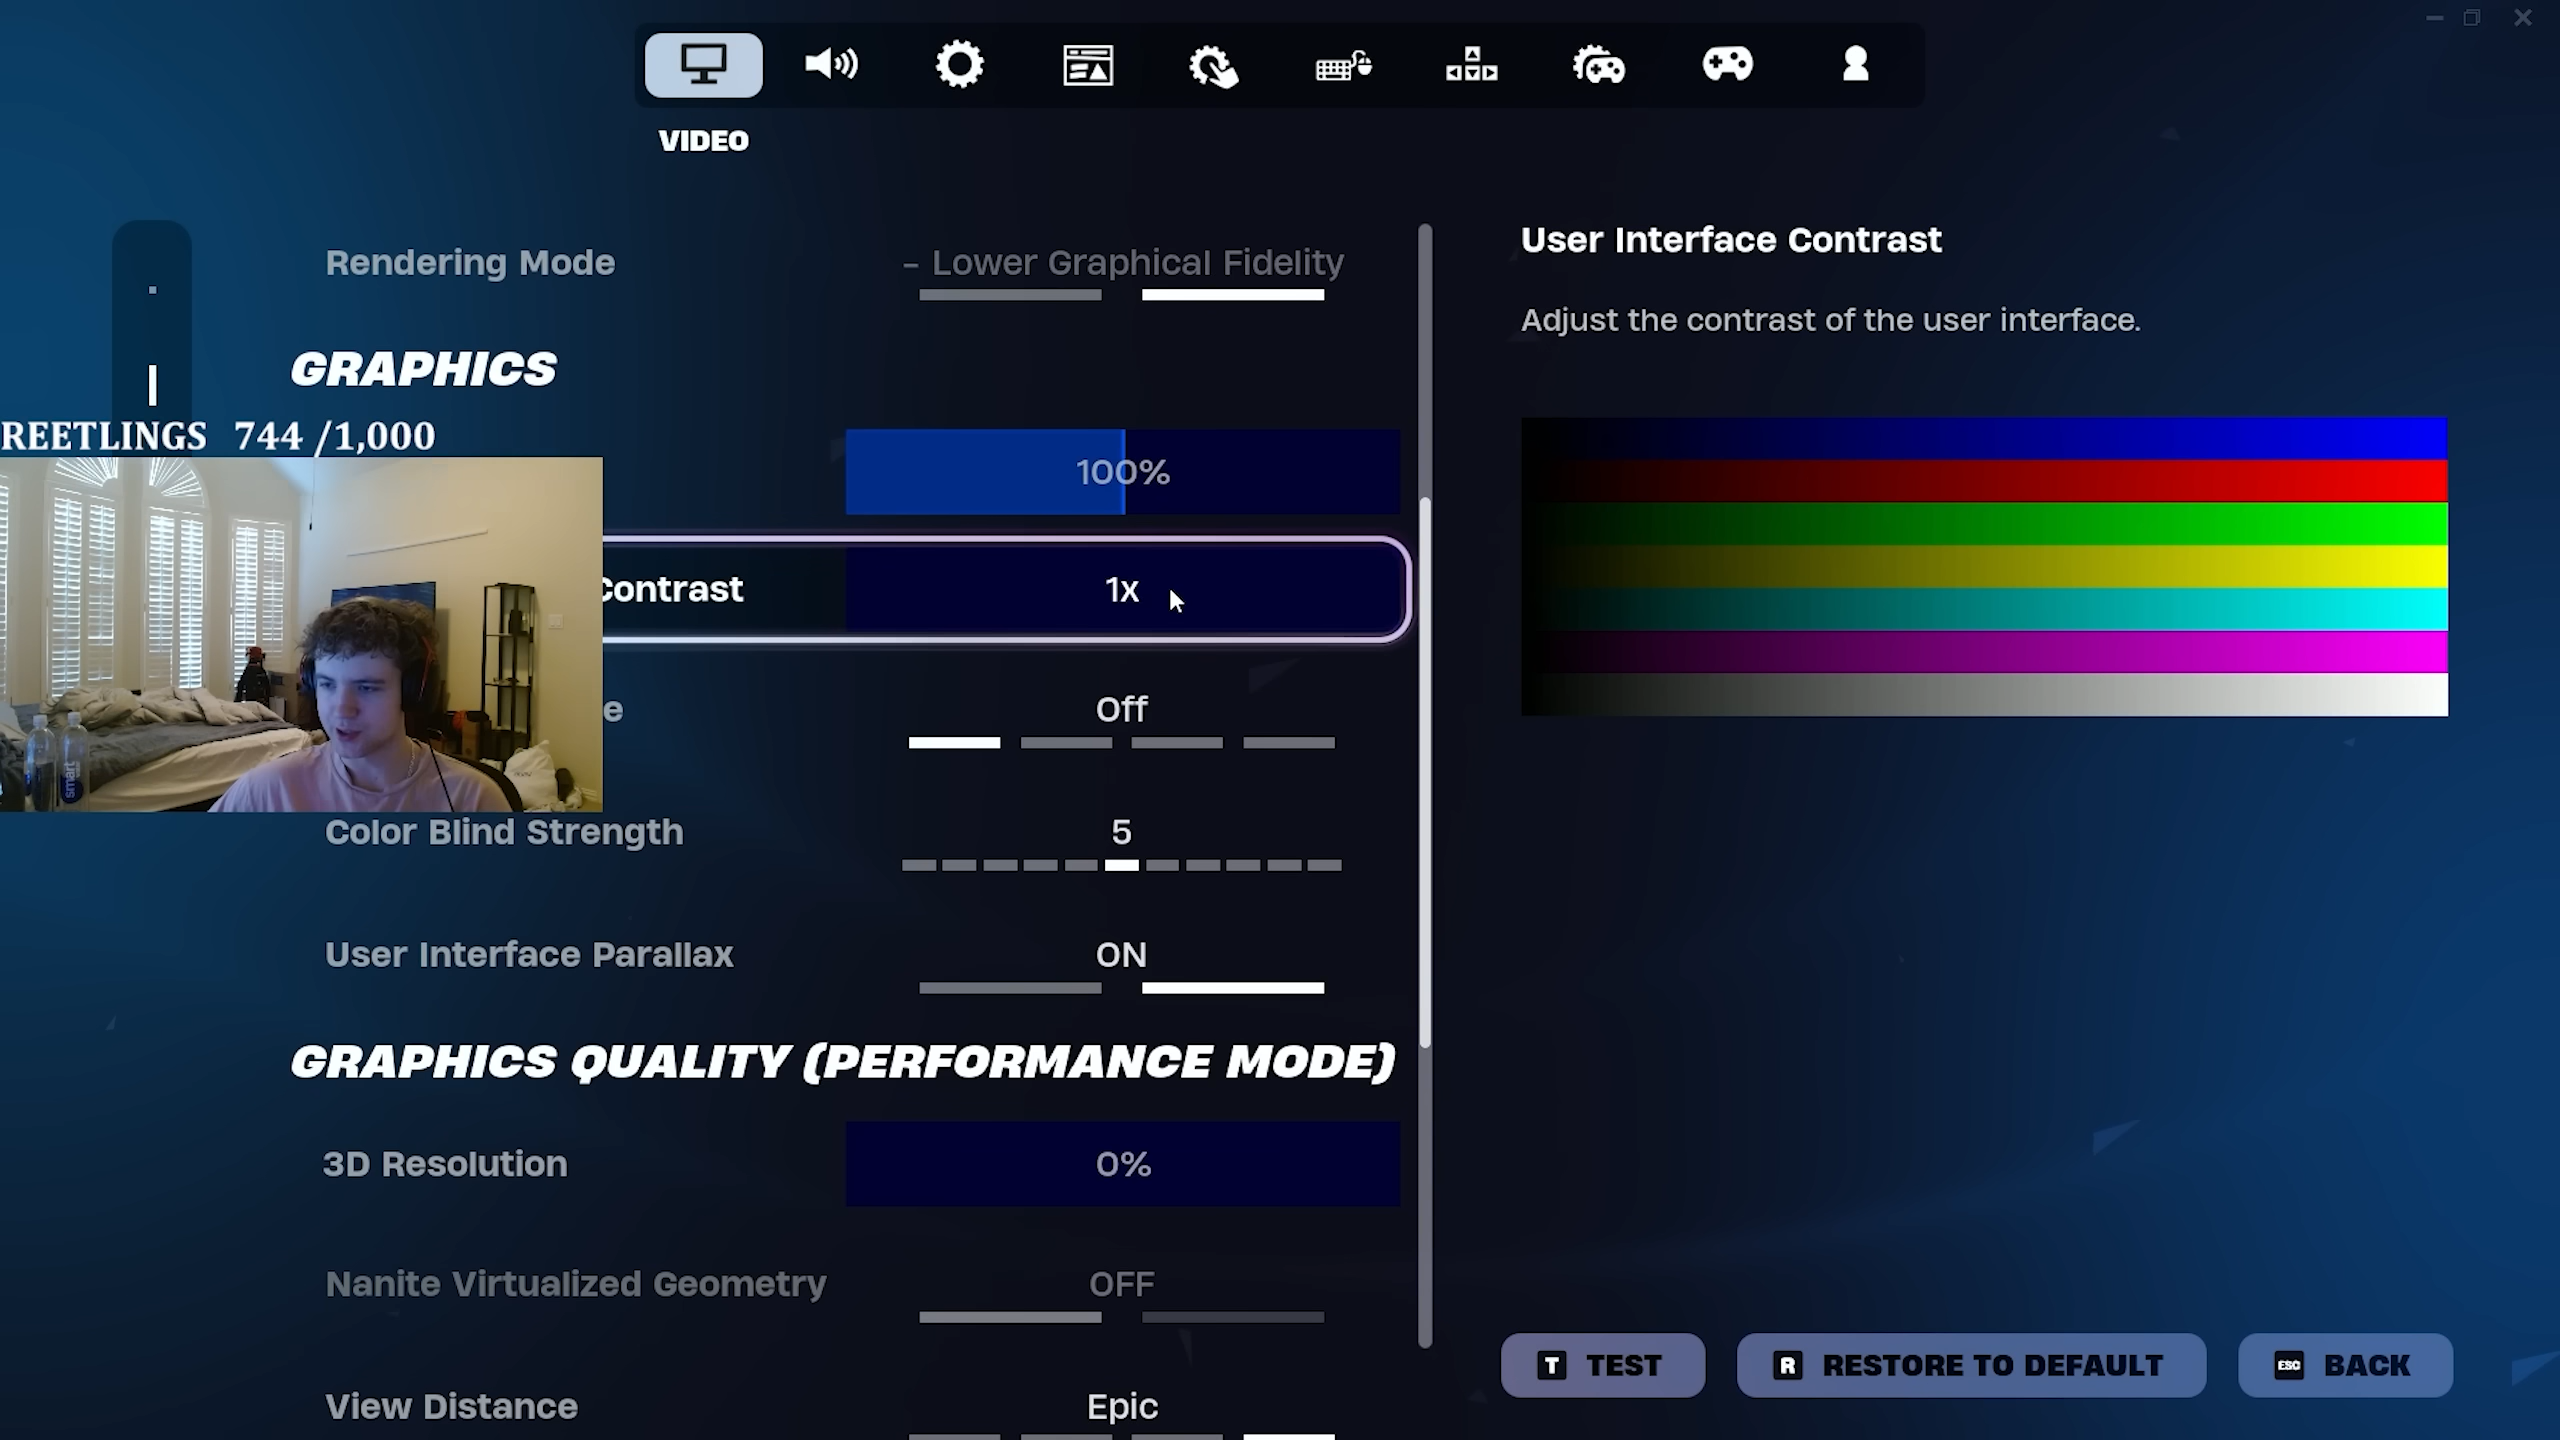 VIDEO
Rendering Mode
- Lower Graphical Fidelity
GRAPHICS
REETLINGS 744 /1,000
100%
Contrast
1x
e
Off
Color Blind Strength
5
User Interface Parallax
ON
GRAPHICS QUALITY (PERFORMANCE MODE)
3D Resolution
0%
Nanite Virtualized Geometry
OFF
View Distance
Epic
User Interface Contrast
Adjust the contrast of the user interface.
T TEST
R RESTORE TO DEFAULT
ESC BACK
smart